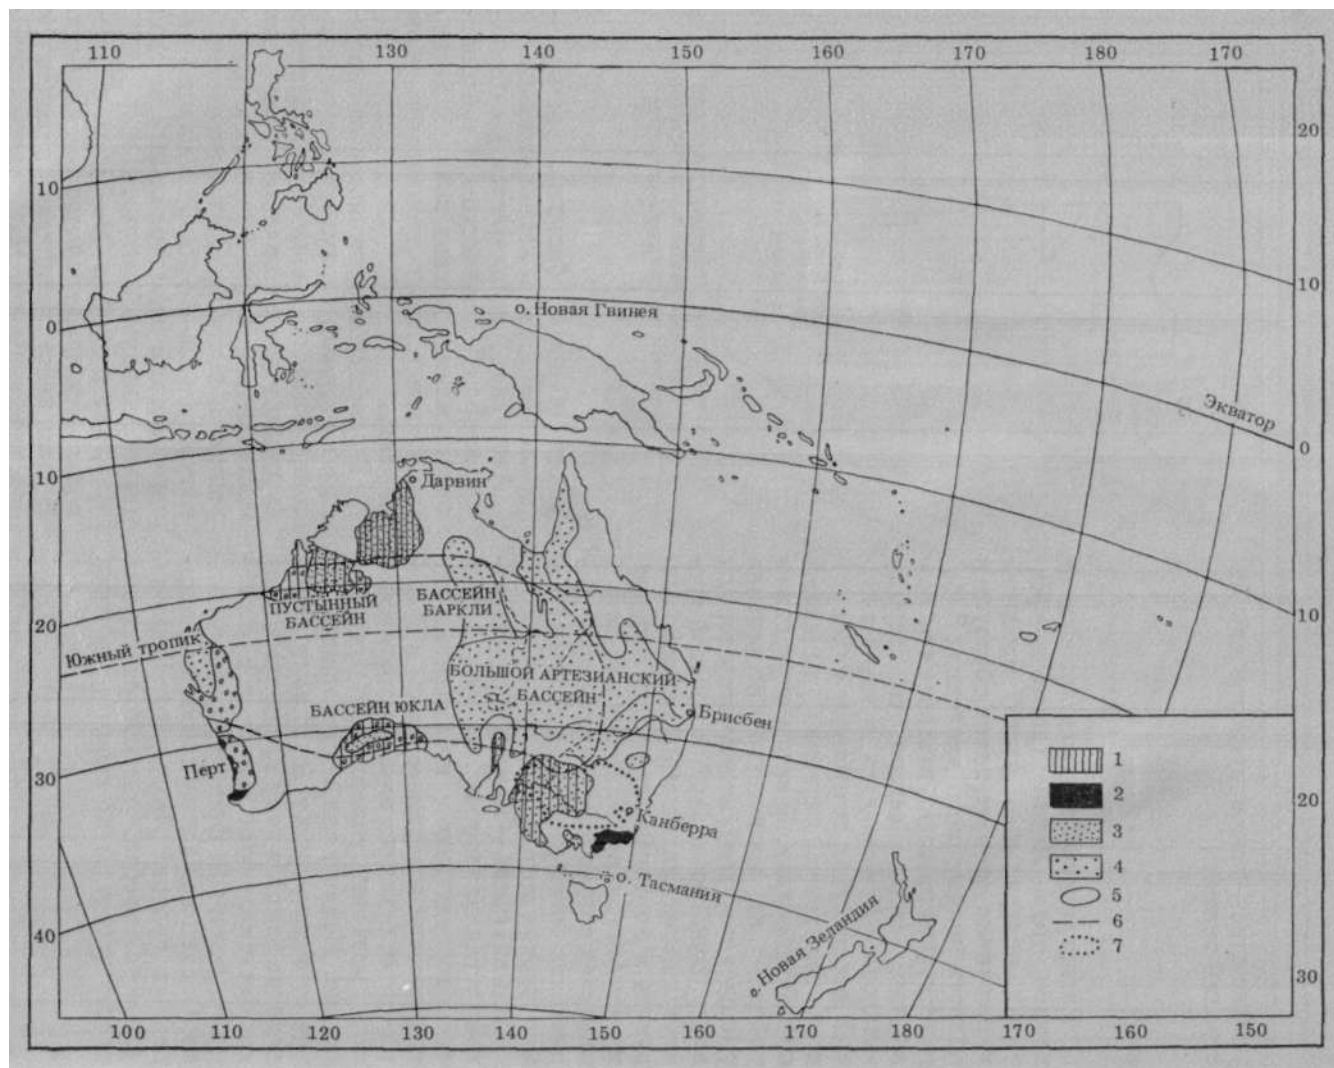 110 130 140 150 160 170 180 170
20
10
10
о. Новая Гвинея
0
Экватор
0
10
Дарвин
ПУСТЫННЫЙ
БАССЕЙН
БАССЕЙН
БАРКЛИ
10
20
Южный тропик
БОЛЬШОЙ АРТЕЗИАНСКИЙ
БАССЕЙН
БАССЕЙН ЮКЛА
Брисбен
Перт
30
1
2
20
Канберра
3
4
о. Тасмания
5
6
7
о. Новая Зеландия
40
30
100 110 120 130 140 150 160 170 180 170 160 150